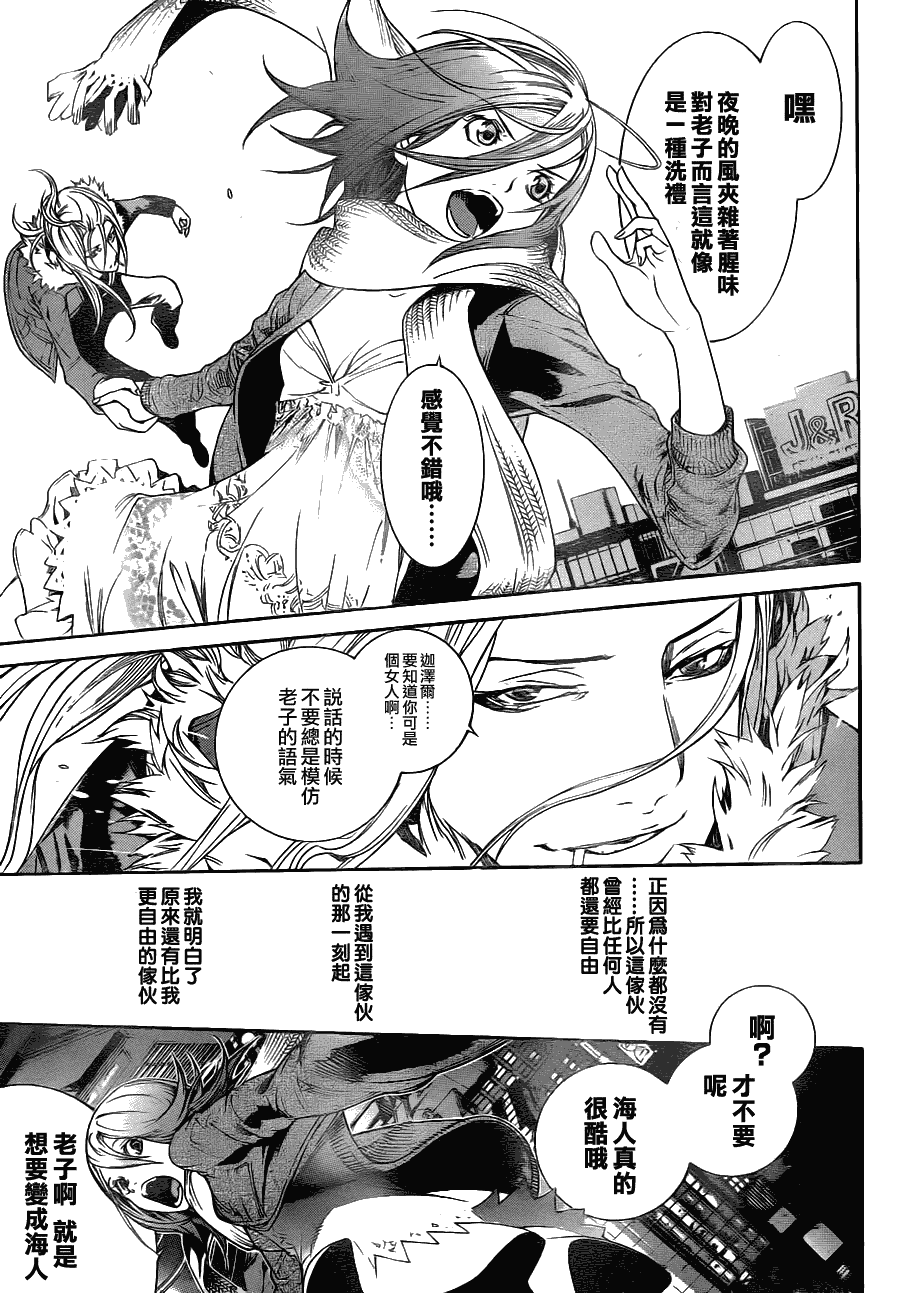 嘿
夜晚的風夾雜著腥味
對老子而言這就像
是一種洗禮
J&R
感覺不錯哦……
迦澤爾……
要知道你可是
個女人啊…
説話的時候
不要總是模仿
老子的語氣
正因爲什麼都沒有
……所以這傢伙
曾經比任何人
都還要自由
從我遇到這傢伙
的那一刻起
我就明白了
原來還有比我
更自由的傢伙
啊?
才不要
呢
海人真的
很酷哦
老子啊 就是
想要變成海人